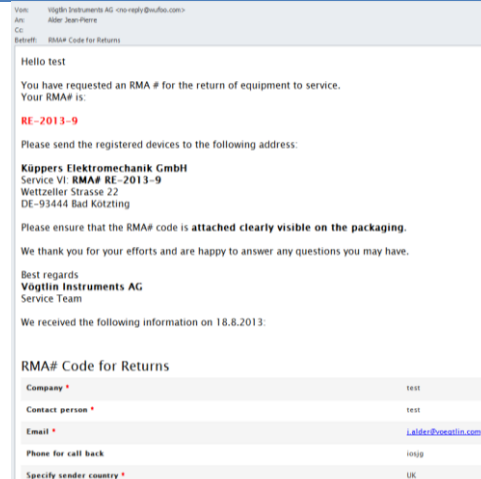 Von: Vögtlin Instruments AG <no-reply@wufoo.com>
An: Alder Jean-Pierre
Cc:
Betreff: RMA# Code for Returns
Hello test
You have requested an RMA # for the return of equipment to service.
Your RMA# is:
RE-2013-9
Please send the registered devices to the following address:
Küppers Elektromechanik GmbH
Service VI: RMA# RE-2013-9
Wettzeller Strasse 22
DE-93444 Bad Kötzting
Please ensure that the RMA# code is attached clearly visible on the packaging.
We thank you for your efforts and are happy to answer any questions you may have.
Best regards
Vögtlin Instruments AG
Service Team
We received the following information on 18.8.2013:
RMA# Code for Returns
Company * test
Contact person * test
Email * j.alder@voegtlin.com
Phone for call back
Specify sender country * UK